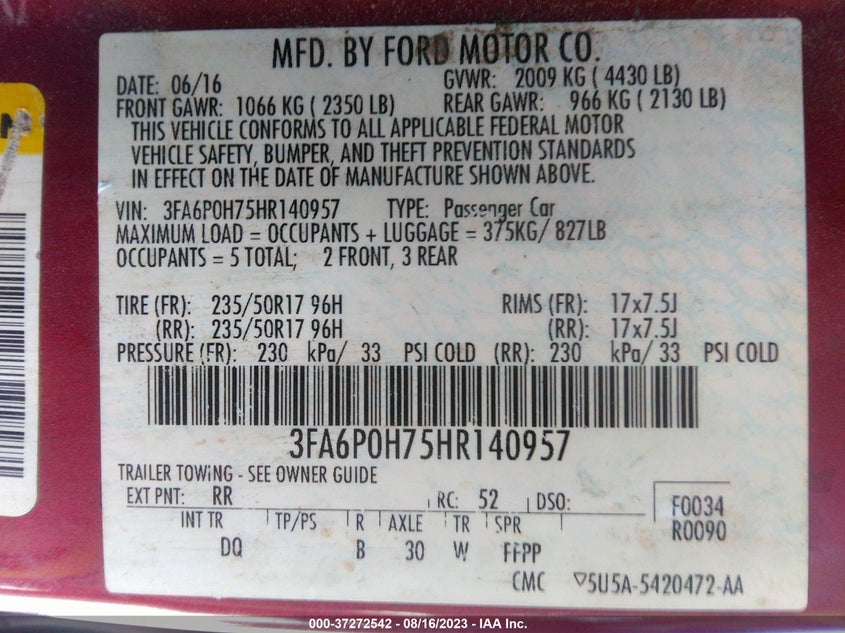 MFD. BY FORD MOTOR CO.
DATE: 06/16 GVWR: 2009 KG ( 4430 LB)
FRONT GAWR: 1066 KG ( 2350 LB) REAR GAWR: 966 KG ( 2130 LB)
THIS VEHICLE CONFORMS TO ALL APPLICABLE FEDERAL MOTOR
VEHICLE SAFETY, BUMPER, AND THEFT PREVENTION STANDARDS
IN EFFECT ON THE DATE OF MANUFACTURE SHOWN ABOVE.
VIN: 3FA6P0H75HR140957 TYPE: Passenger Car
MAXIMUM LOAD = OCCUPANTS + LUGGAGE = 375KG/ 827LB
OCCUPANTS = 5 TOTAL; 2 FRONT, 3 REAR
TIRE (FR): 235/50R17 96H RIMS (FR): 17x7.5J
(RR): 235/50R17 96H (RR): 17x7.5J
PRESSURE (FR): 230 kPa/ 33 PSI COLD (RR): 230 kPa/ 33 PSI COLD
3FA6P0H75HR140957
TRAILER TOWING - SEE OWNER GUIDE
EXT PNT: RR RC: 52 DSO: F0034
INT TR TP/PS R AXLE TR SPR R0090
DQ B 30 W FFPP
CMC 5U5A-5420472-AA
000-37272542 - 08/16/2023 - IAA Inc.